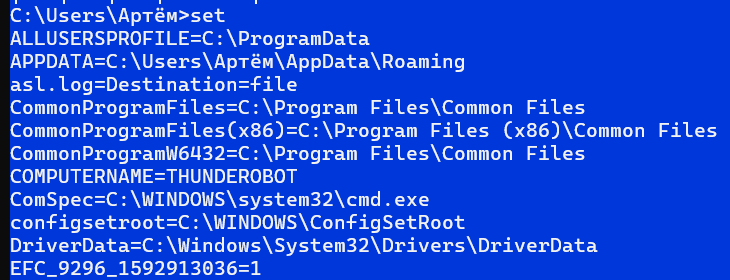 C:\Users\Артём>set
ALLUSERSPROFILE=C:\ProgramData
APPDATA=C:\Users\Артём\AppData\Roaming
asl.log=Destination=file
CommonProgramFiles=C:\Program Files\Common Files
CommonProgramFiles(x86)=C:\Program Files (x86)\Common Files
CommonProgramW6432=C:\Program Files\Common Files
COMPUTERNAME=THUNDEROBOT
ComSpec=C:\WINDOWS\system32\cmd.exe
configsetroot=C:\WINDOWS\ConfigSetRoot
DriverData=C:\Windows\System32\Drivers\DriverData
EFC_9296_1592913036=1